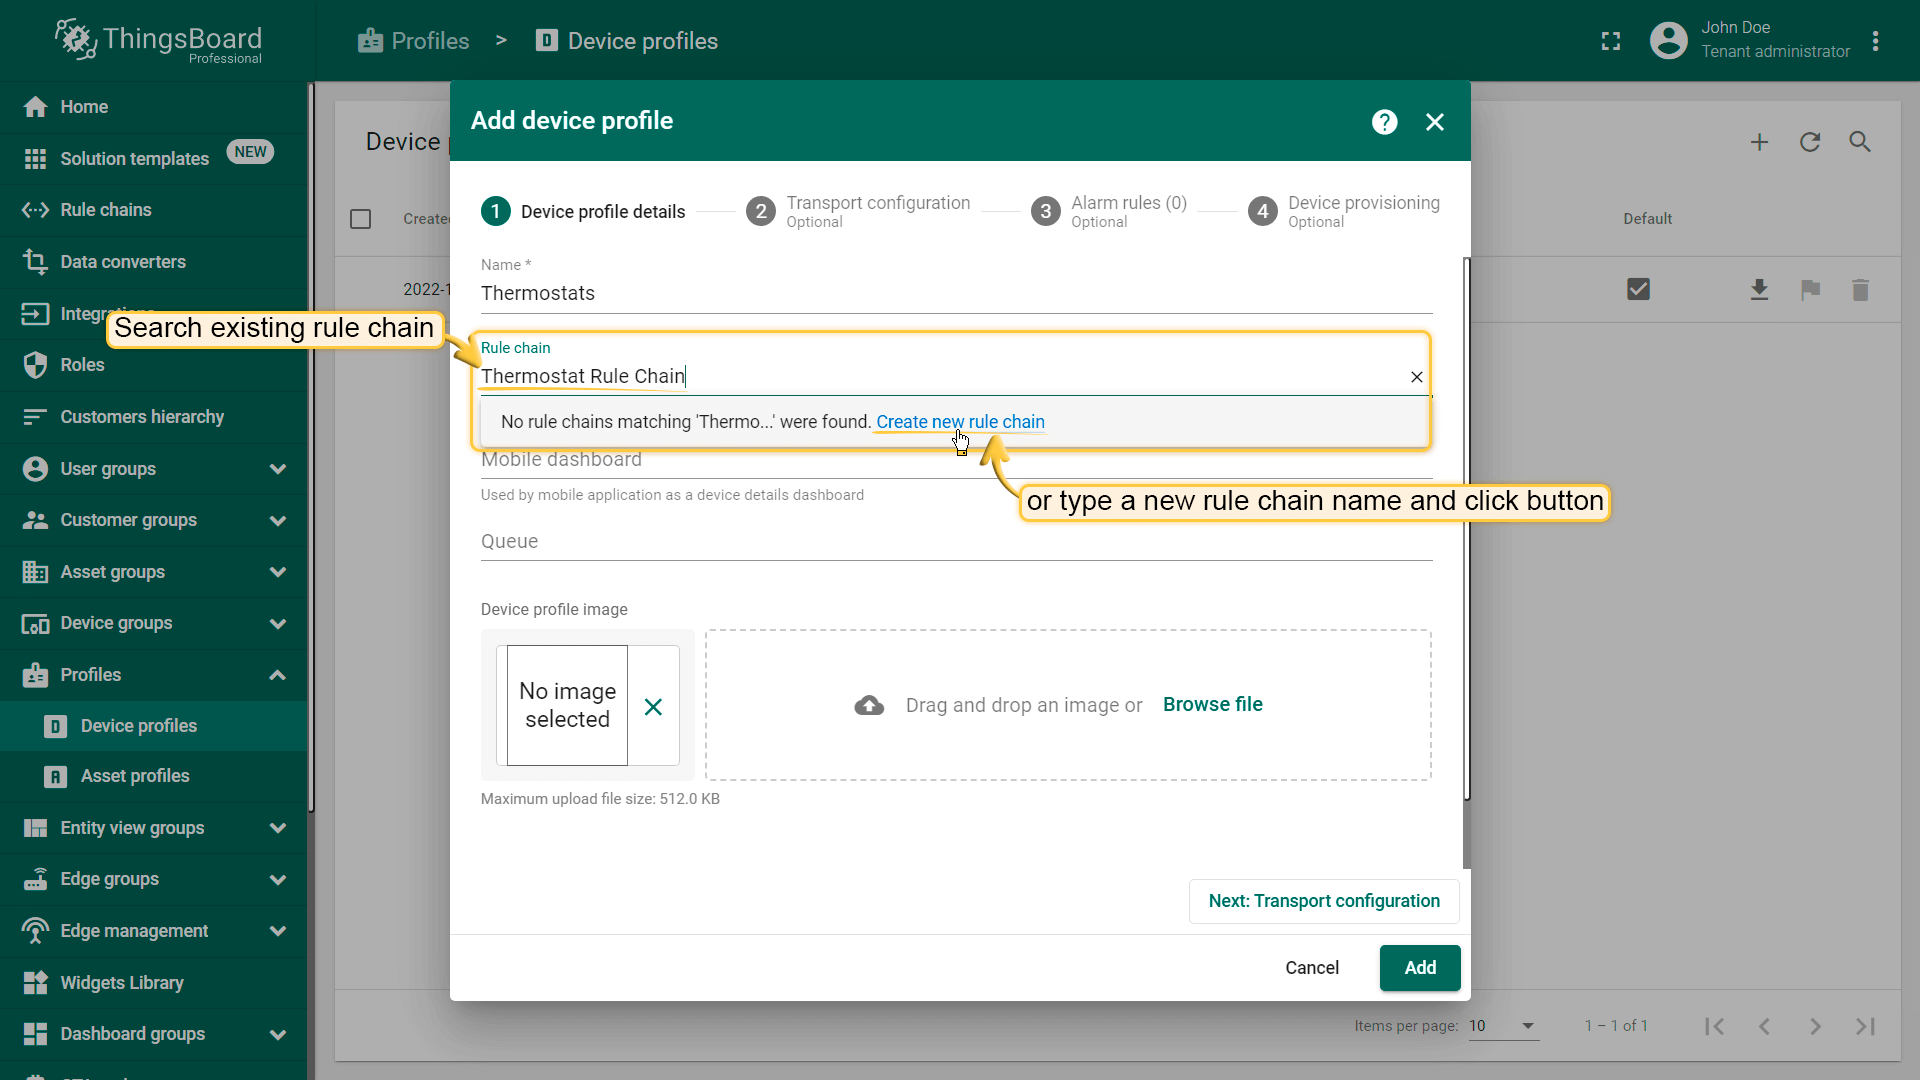 ThingsBoard
Professional
Profiles > Device profiles
John Doe
Tenant administrator
Home
Solution templates NEW
Rule chains
Data converters
Roles
Customers hierarchy
User groups
Customer groups
Asset groups
Device groups
Profiles
Device profiles
Asset profiles
Entity view groups
Edge groups
Edge management
Widgets Library
Dashboard groups
Device
Default
2022-1
Add device profile
1 Device profile details
2 Transport configuration
Optional
3 Alarm rules (0)
Optional
4 Device provisioning
Optional
Name *
Thermostats
Search existing rule chain
Rule chain
Thermostat Rule Chain
No rule chains matching 'Thermo...' were found. Create new rule chain
Mobile dashboard
Used by mobile application as a device details dashboard
or type a new rule chain name and click button
Queue
Device profile image
No image
selected
Drag and drop an image or Browse file
Maximum upload file size: 512.0 KB
Next: Transport configuration
Cancel
Add
Items per page: 10
1 – 1 of 1